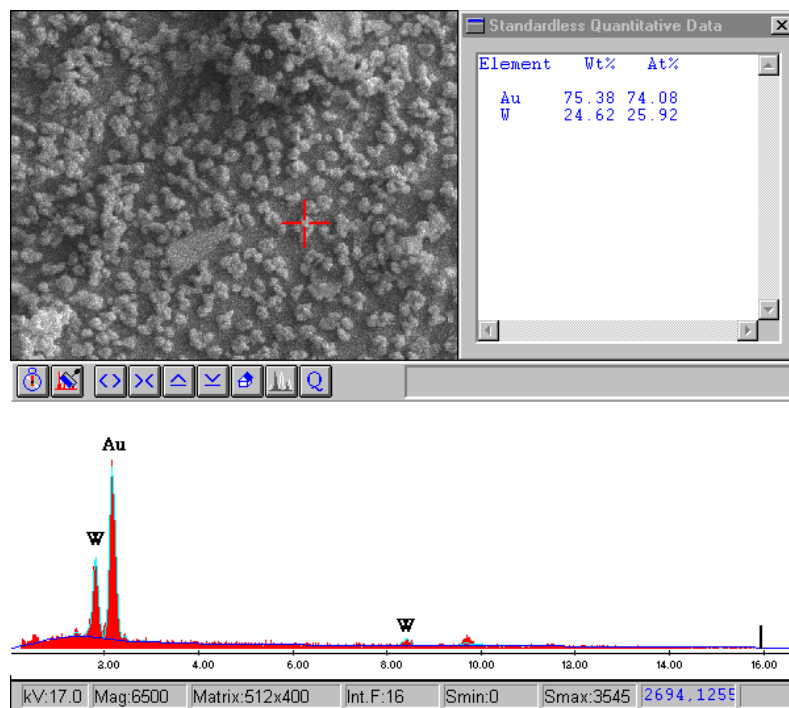 Standardless Quantitative Data
Element Wt% At%
Au 75.38 74.08
W 24.62 25.92
Q
Au
W
W
2.00 4.00 6.00 8.00 10.00 12.00 14.00 16.00
kV:17.0 Mag:6500 Matrix:512x400 Int.F:16 Smin:0 Smax:3545 2694,1255